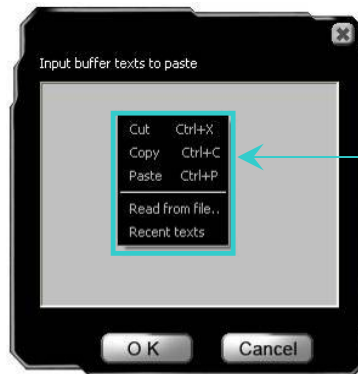 Input buffer texts to paste
Cut Ctrl+X
Copy Ctrl+C
Paste Ctrl+P
Read from file..
Recent texts
OK Cancel